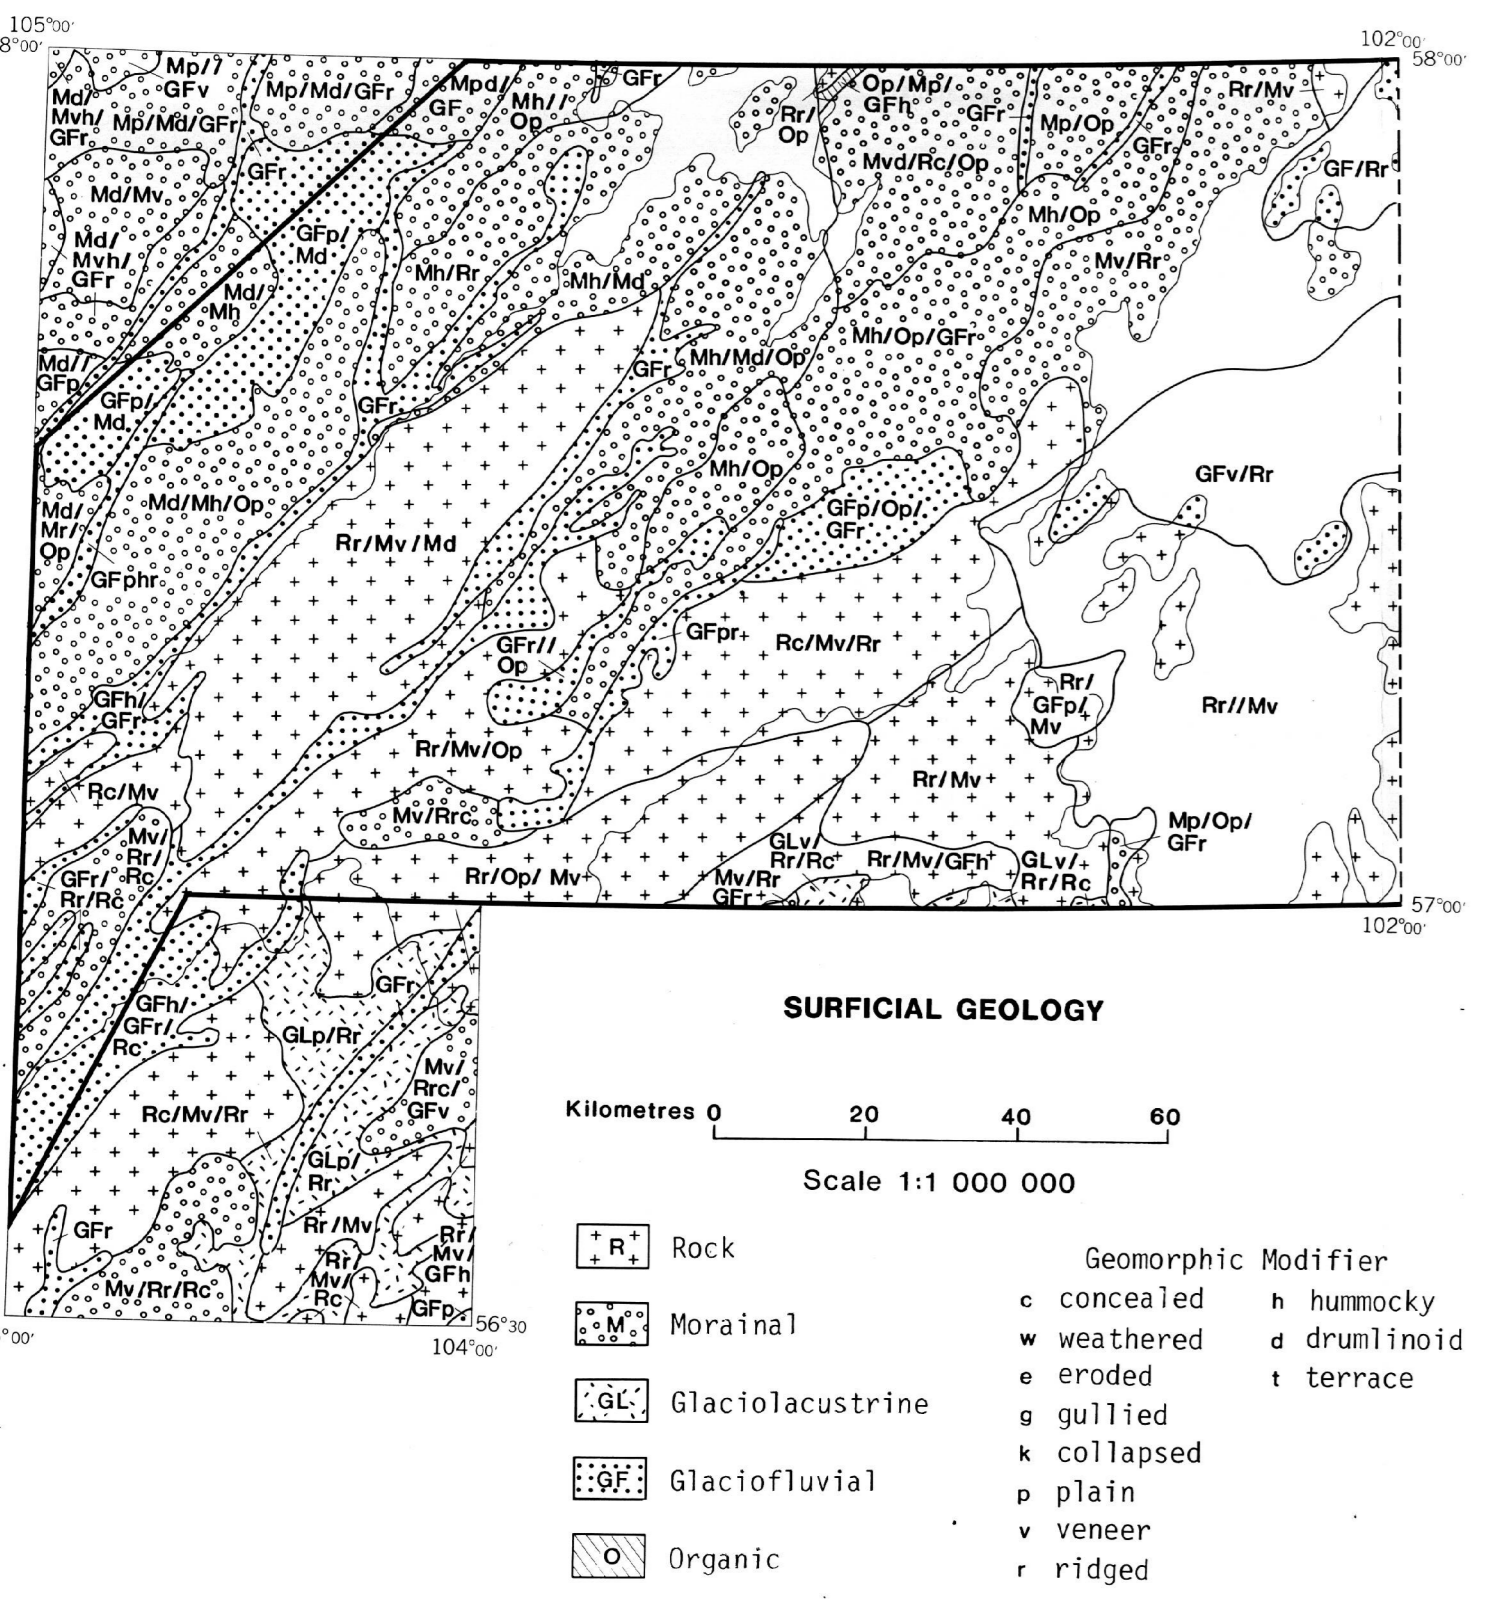 105°00'
8°00'
102°00'
58°00'
Mp//
GFv
Mp/Md/GFr
Mpd/
GF
Mh//
Op
GFr
Rr/
Op
Op/Mp/
GFh
GFr
Mp/Op
GFr
Rr/Mv
Md/
Mvh/
GFr
Mp/Md/GFr
GFr
Mvd/Rc/Op
GF/Rr
Md/Mv
Md/
Mvh/
GFr
GFp/
Md
Md/
Mh
Mh/Rr
Mh/Md
Mh/Op
Mv/Rr
Md//
GFp
GFp/
Md
GFr
GFr
Mh/Md/Op
Mh/Op/GFr
Md/
Mr/
Op
Md/Mh/Op
GFphr
Rr/Mv/Md
Mh/Op
GFp/Op/
GFr
GFv/Rr
GFr//
Op
GFpr
Rc/Mv/Rr
Rr/
GFp/
Mv
Rr//Mv
GFh/
GFr
Rr/Mv/Op
Rr/Mv
Rc/Mv
Mv/Rrc
Mv/
Rr/
Rc
GFr/
Rr/Rc
Rr/Op/ Mv
Mv/Rr
GFr
GLv/
Rr/Rc
Rr/Mv/GFh
GLv/
Rr/Rc
Mp/Op/
GFr
57°00'
102°00'
GFh/
GFr/
Rc
GFr
GLp/Rr
Mv/
Rrc/
GFv
Rc/Mv/Rr
GLp/
Rr
GFr
Rr/Mv
Rr/
Mv/
Rc
Rr/
Mv/
GFh
GFp
Mv/Rr/Rc
°00'
56°30
104°00'
SURFICIAL GEOLOGY
Kilometres 0 20 40 60
Scale 1:1 000 000
R Rock
M Morainal
GL Glaciolacustrine
GF Glaciofluvial
O Organic
Geomorphic Modifier
c concealed
w weathered
e eroded
g gullied
k collapsed
p plain
v veneer
r ridged
h hummocky
d drumlinoid
t terrace